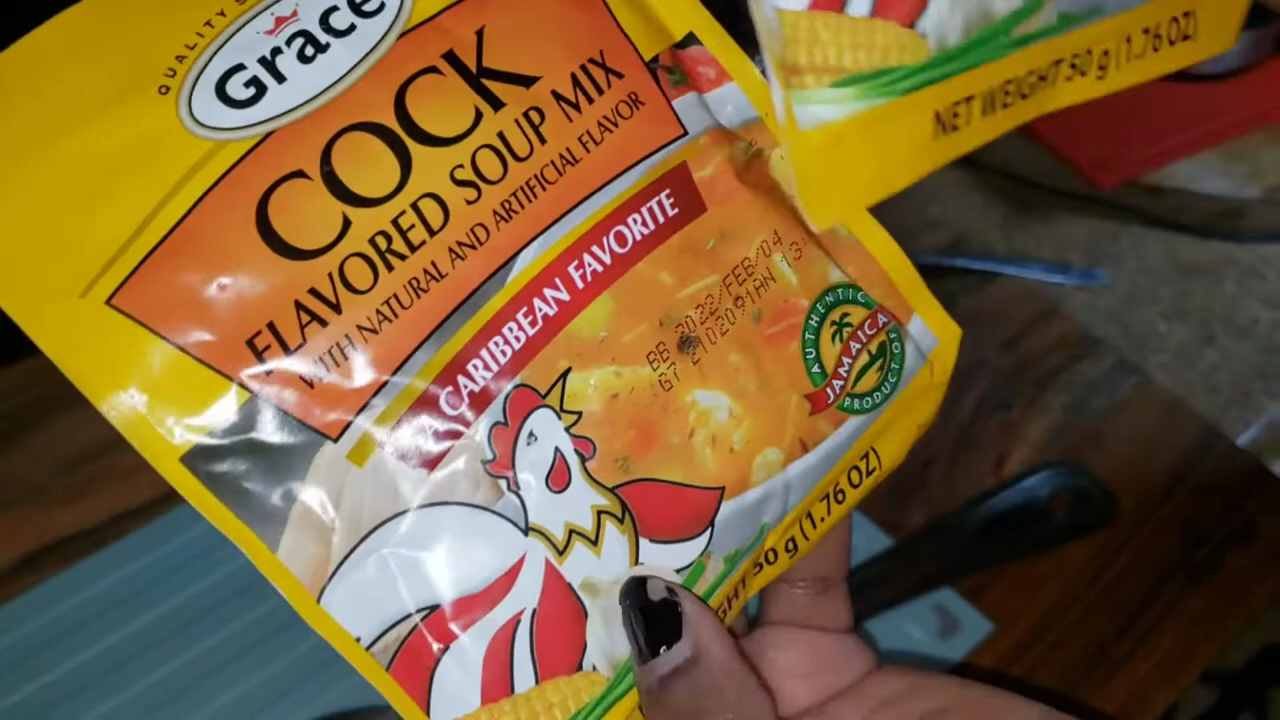 QUALITY
Grace
COCK
FLAVORED SOUP MIX
WITH NATURAL AND ARTIFICIAL FLAVOR
CARIBBEAN FAVORITE
BB 2022/FEB/04
AUTHENTIC
JAMAICA
PRODUCT OF
50 g (1.76 OZ)
NET WEIGHT 50 g (1.76 OZ)